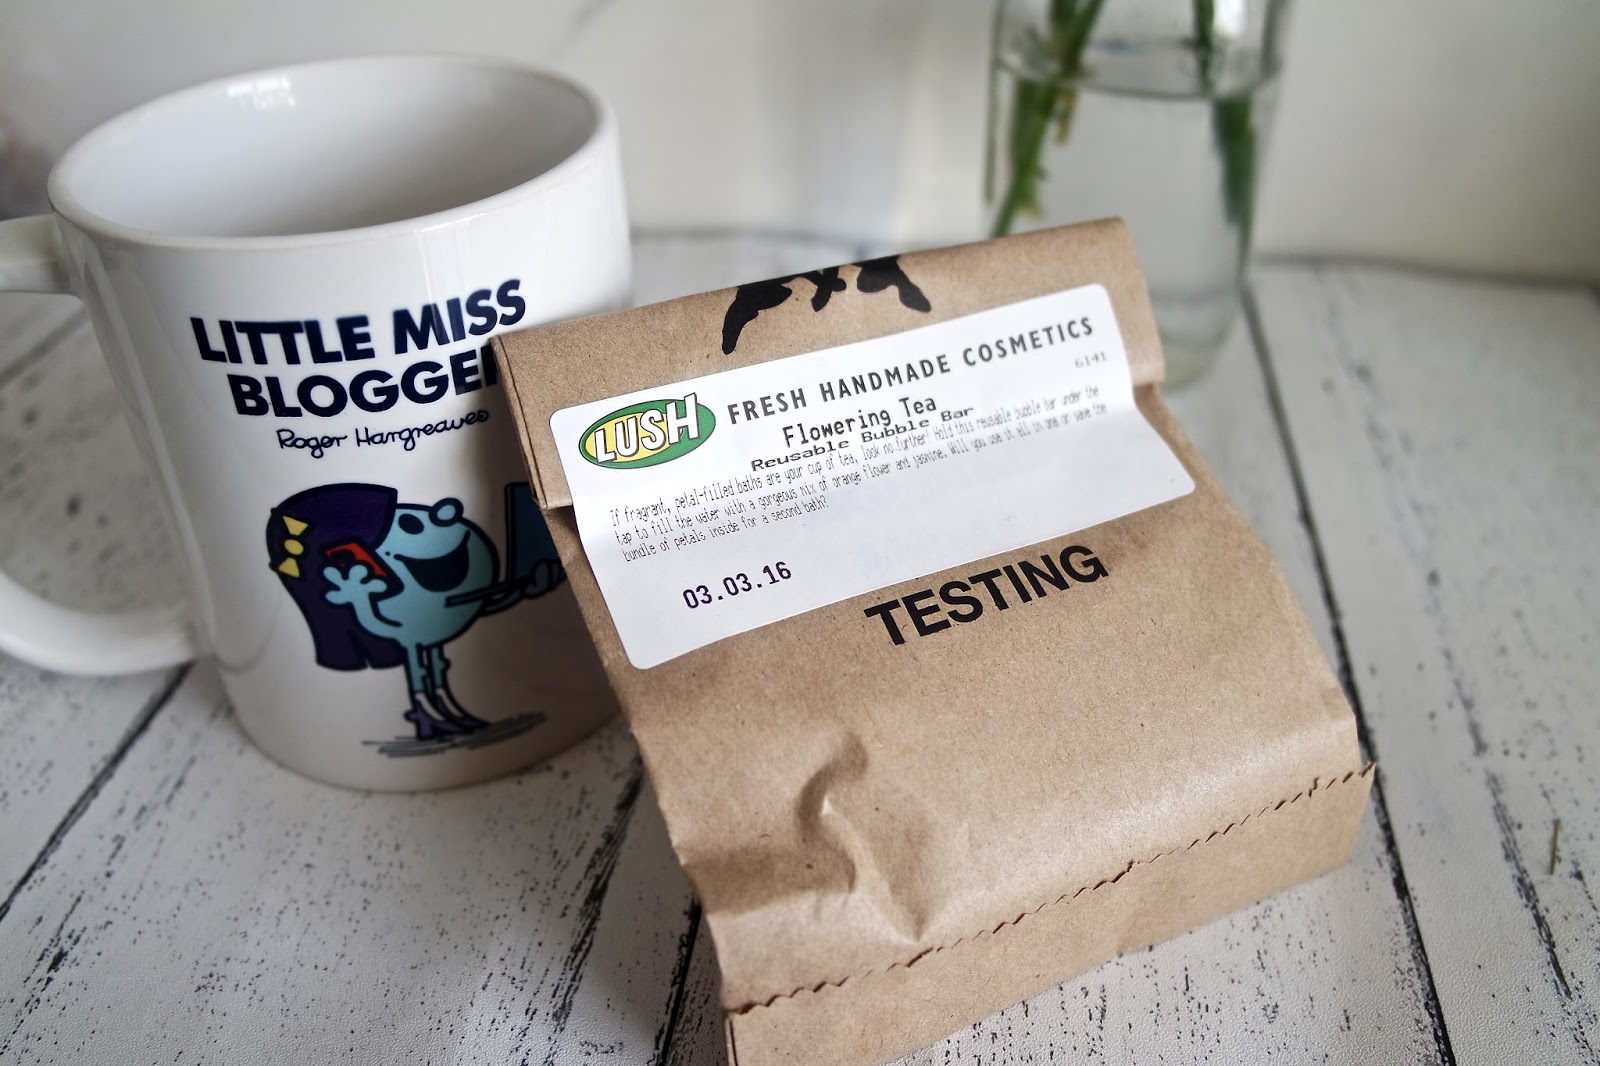 LITTLE MISS
BLOGGE
Roger Hargreaves
LUSH
FRESH HANDMADE COSMETICS
6141
Flowering Tea
Reusable Bubble Bar
If fragrant, petal-filled baths are your cup of tea, look no further! Hold this reusable bubble bar under the
tap to fill the water with a gorgeous mix of orange flower and jasmine. Will you use it all in one or save the
bundle of petals inside for a second bath?
03.03.16
TESTING